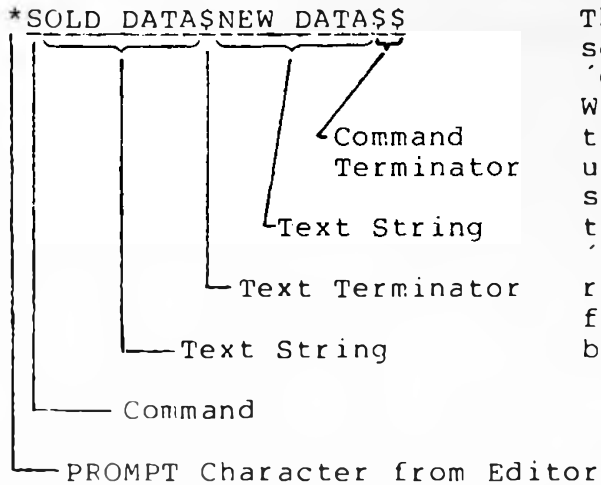 *SOLD DATA$NEW DATA$$
Command
Terminator
Text String
Text Terminator
Text String
Command
PROMPT Character from Editor